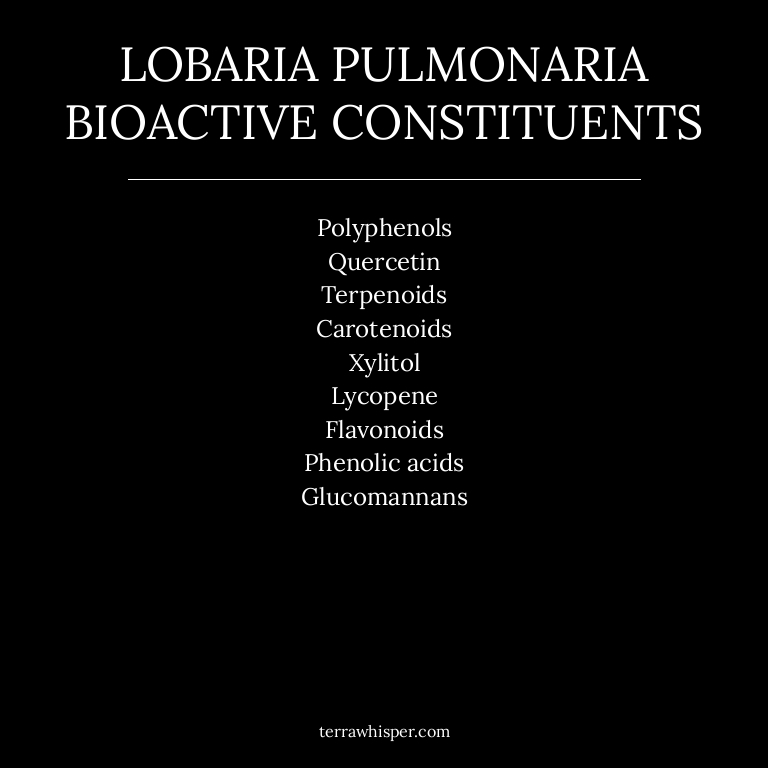 LOBARIA PULMONARIA
BIOACTIVE CONSTITUENTS
Polyphenols
Quercetin
Terpenoids
Carotenoids
Xylitol
Lycopene
Flavonoids
Phenolic acids
Glucomannans
terrawhisper.com